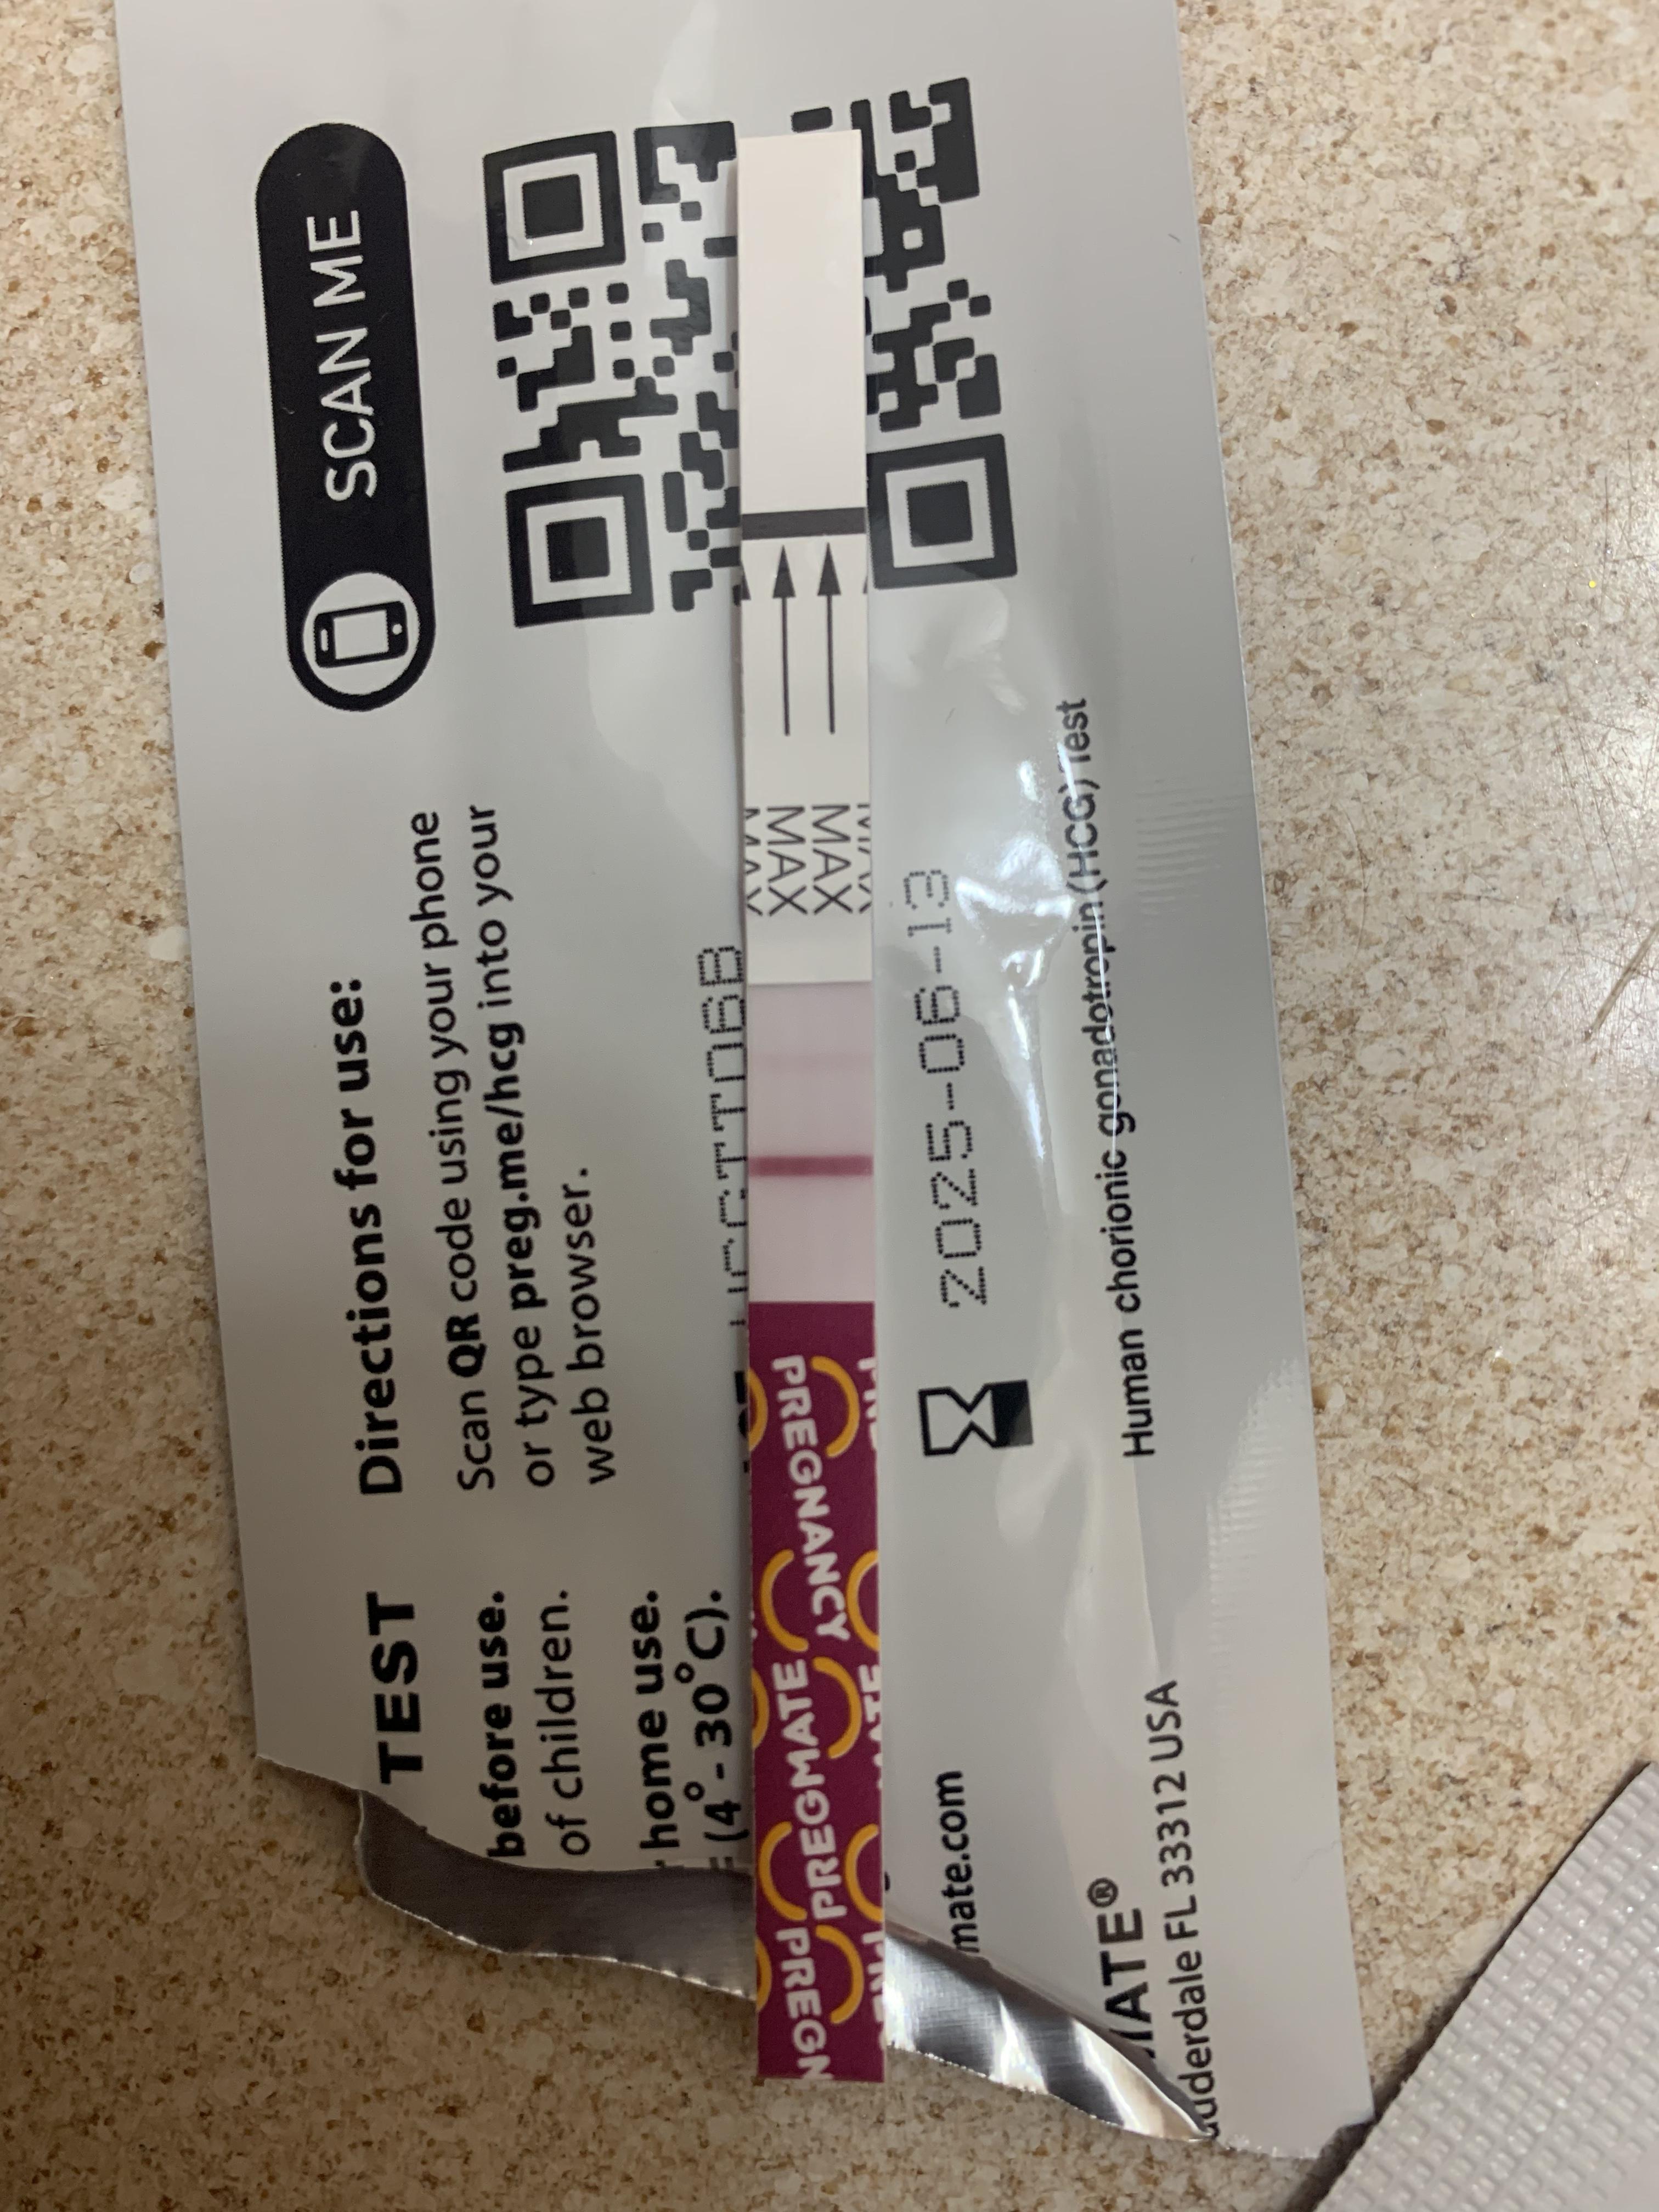 SCAN ME
Directions for use:
Scan QR code using your phone
or type preg.me/hcg into your
web browser.
TEST
before use.
of children.
home use.
(4°- 30°C).
2025-06-13
Human chorionic gonadotropin (HCG) Test
mate.com
MATE®
uderdale FL 33312 USA
MAX
MAX
MAX
PREGNANCY
PREGMATE
PREGN